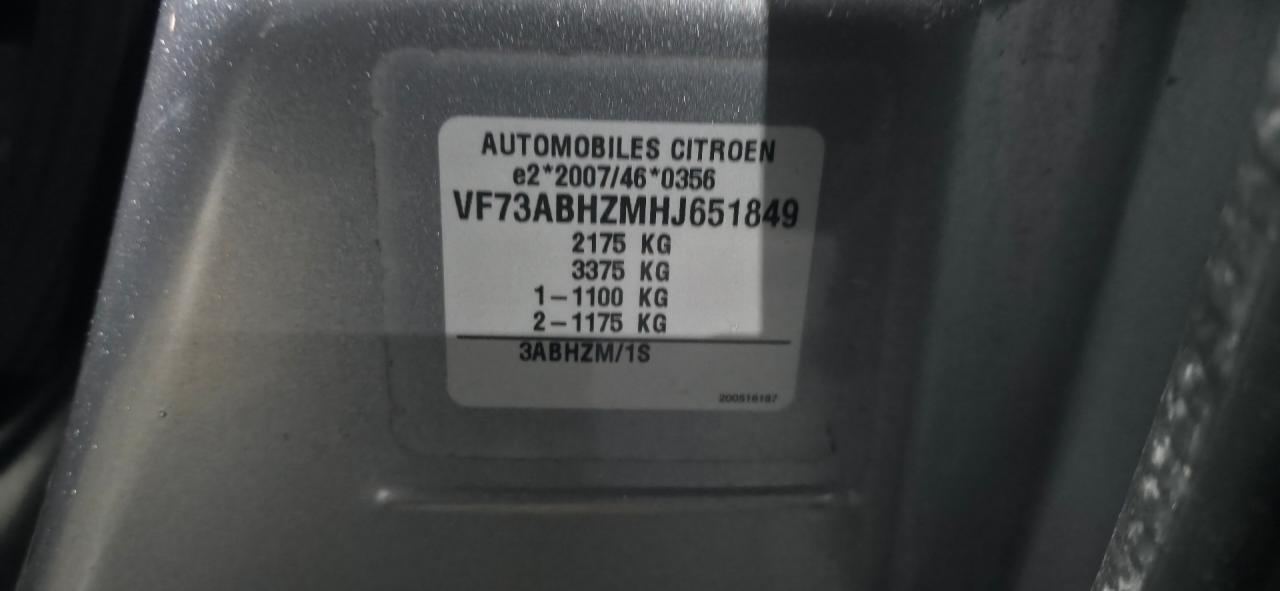 AUTOMOBILES CITROEN
e2*2007/46*0356
VF73ABHZMHJ651849
2175 KG
3375 KG
1-1100 KG
2-1175 KG
3ABHZM/1S
200516187